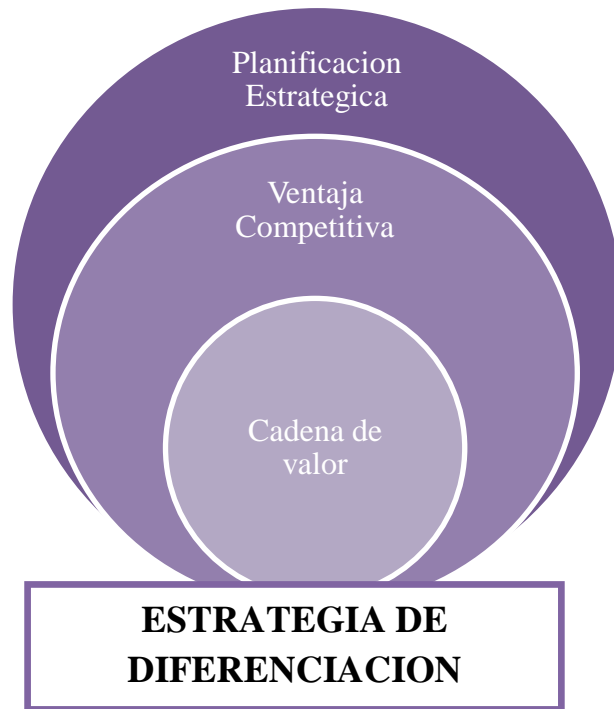 Planificacion
Estrategica
Ventaja
Competitiva
Cadena de
valor
ESTRATEGIA DE
DIFERENCIACION